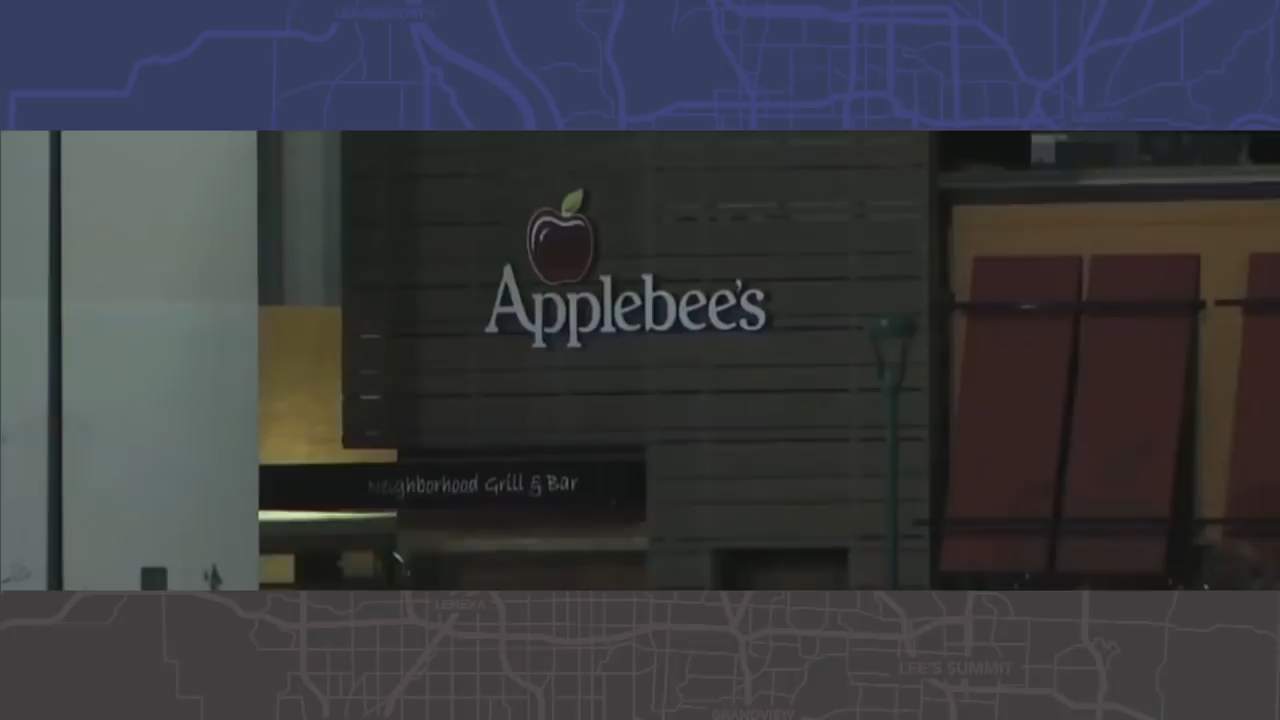 Applebee's
Neighborhood Grill & Bar
LENEXA
LEE'S SUMMIT
GRANDVIEW